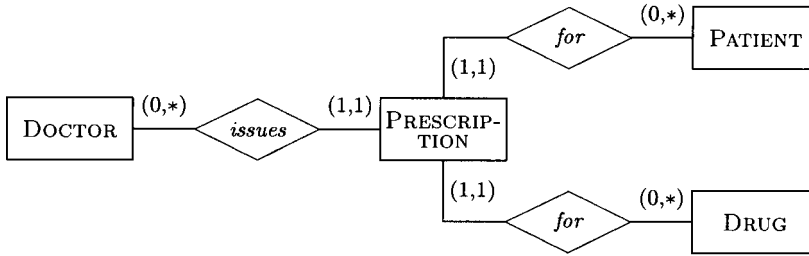 (0,*)
for
PATIENT
(1,1)
(0,*)
(1,1)
DOCTOR
issues
PRESCRIP-
TION
(1,1)
(0,*)
for
DRUG